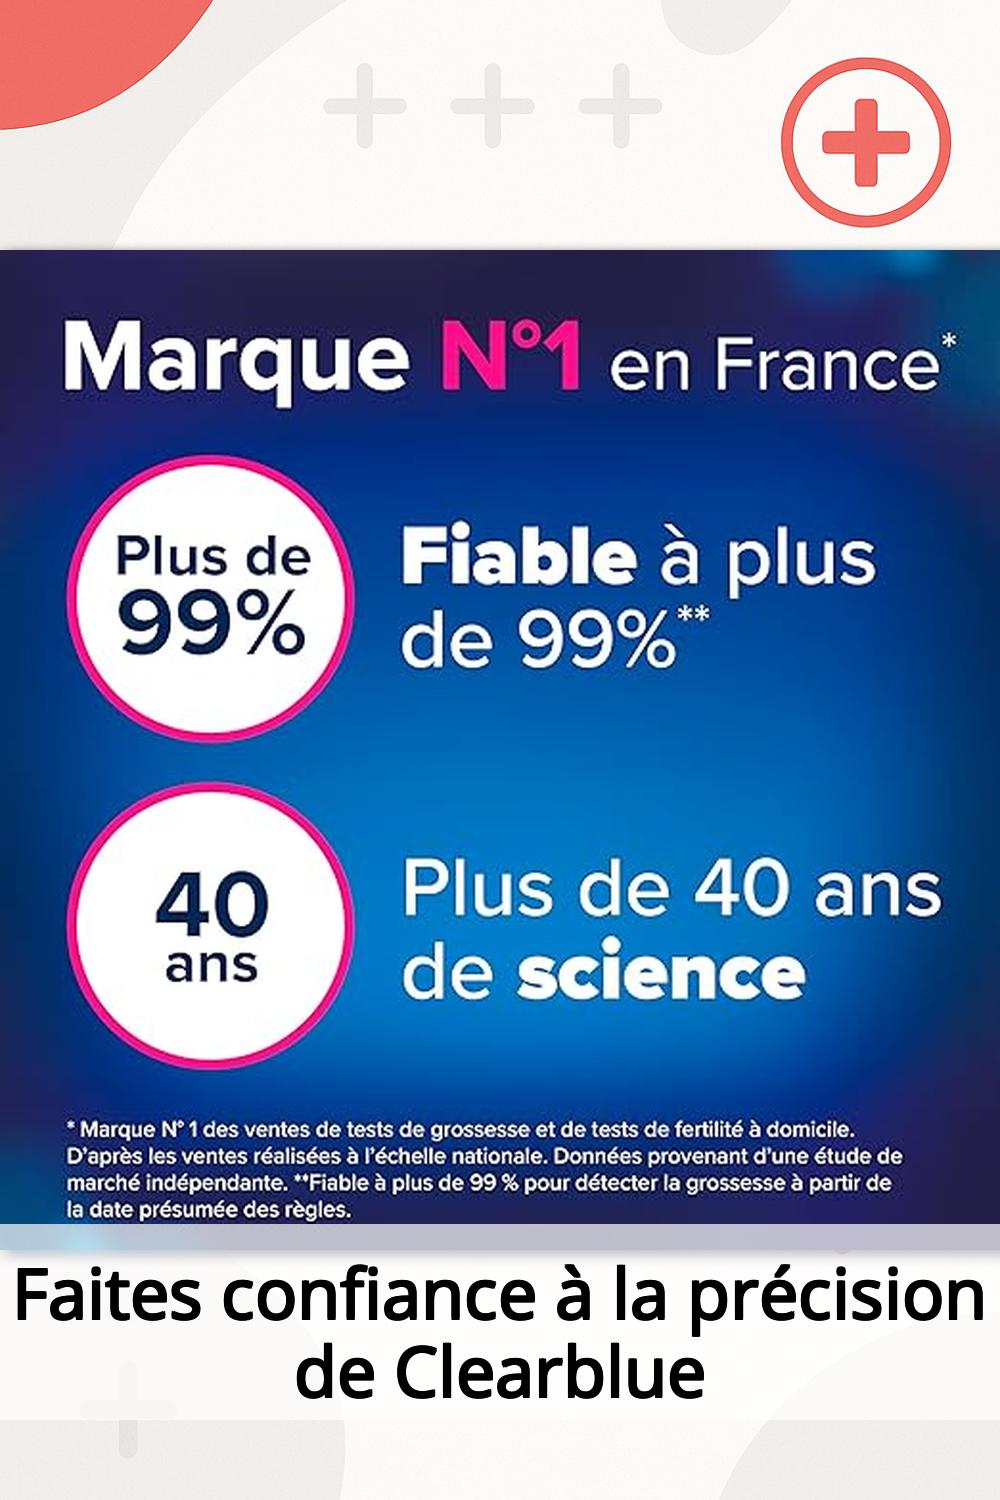 Marque N°1 en France*
Plus de
99%
Fiable à plus
de 99%**
40
ans
Plus de 40 ans
de science
* Marque N° 1 des ventes de tests de grossesse et de tests de fertilité à domicile.
D'après les ventes réalisées à l'échelle nationale. Données provenant d'une étude de
marché indépendante. **Fiable à plus de 99 % pour détecter la grossesse à partir de
la date présumée des règles.
Faites confiance à la précision
de Clearblue